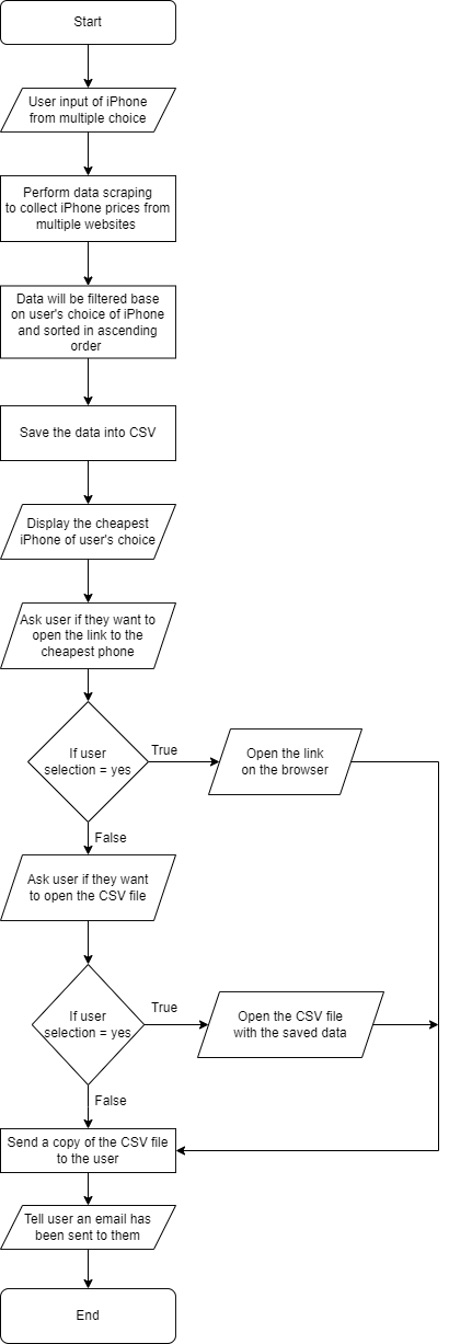 Start
User input of iPhone
from multiple choice
Perform data scraping
to collect iPhone prices from
multiple websites
Data will be filtered base
on user's choice of iPhone
and sorted in ascending
order
Save the data into CSV
Display the cheapest
iPhone of user's choice
Ask user if they want to
open the link to the
cheapest phone
If user
selection = yes
True
Open the link
on the browser
False
Ask user if they want
to open the CSV file
If user
selection = yes
True
Open the CSV file
with the saved data
False
Send a copy of the CSV file
to the user
Tell user an email has
been sent to them
End